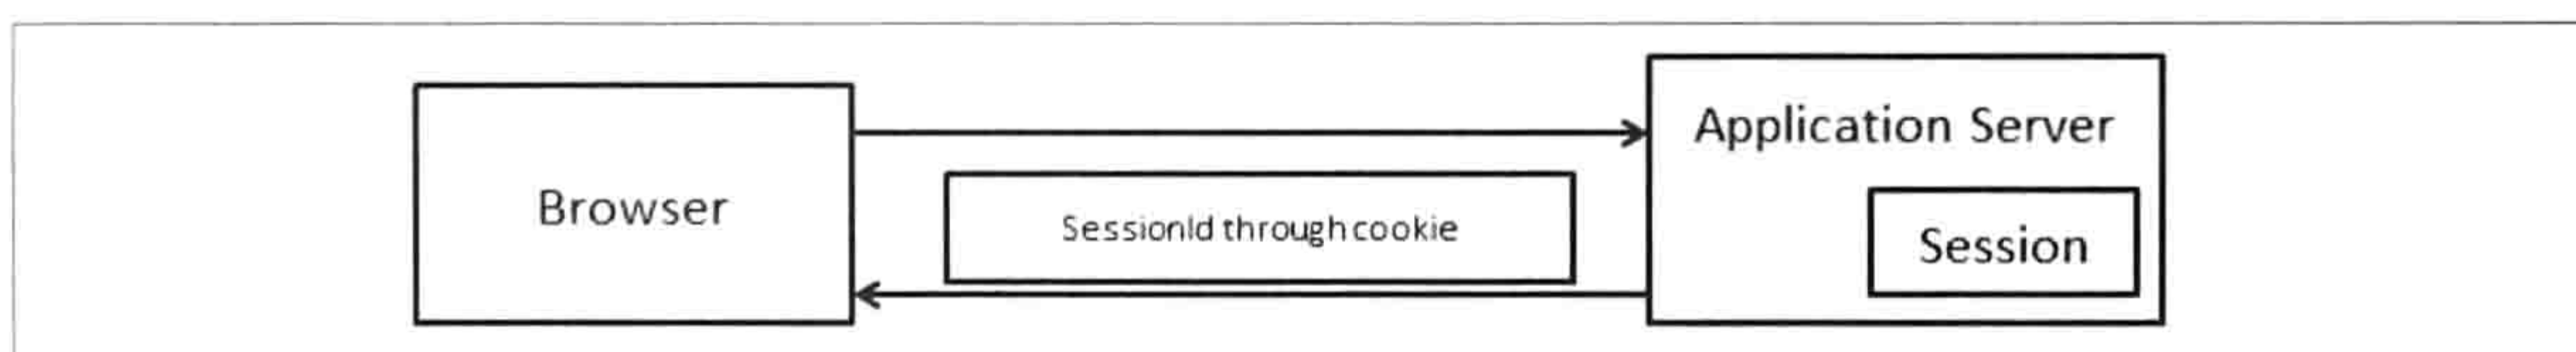 Browser
SessionId through cookie
Application Server
Session